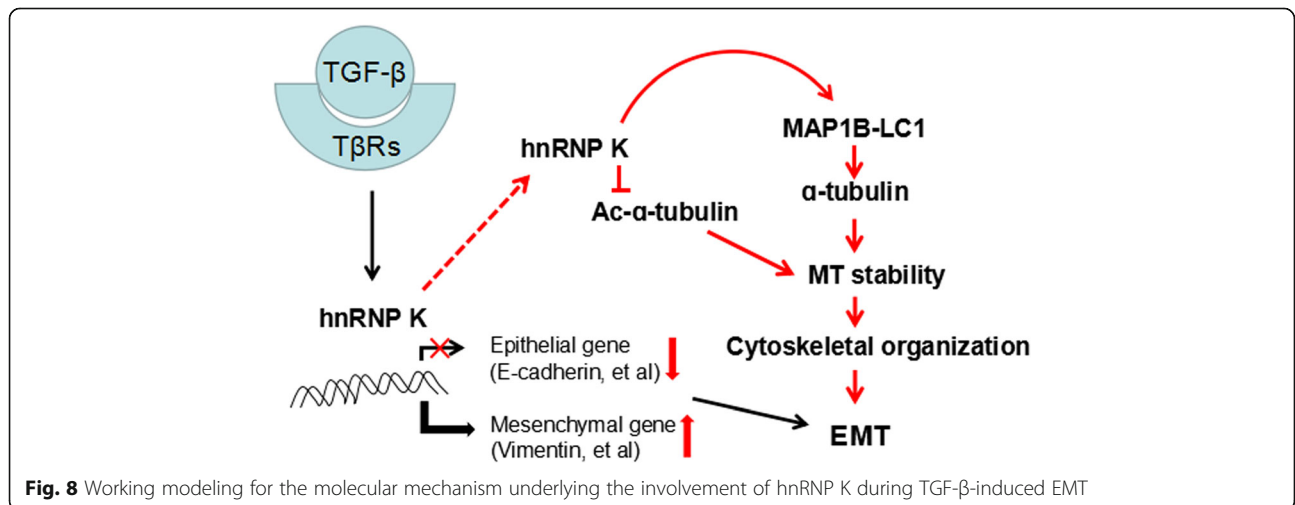 TGF-β
TβRs
hnRNP K
MAP1B-LC1
α-tubulin
Ac-α-tubulin
MT stability
hnRNP K
Epithelial gene
(E-cadherin, et al)
Cytoskeletal organization
Meschymal gene
(Vimentin, et al)
EMT
Fig. 8 Working modeling for the molecular mechanism underlying the involvement of hnRNP K during TGF-β-induced EMT